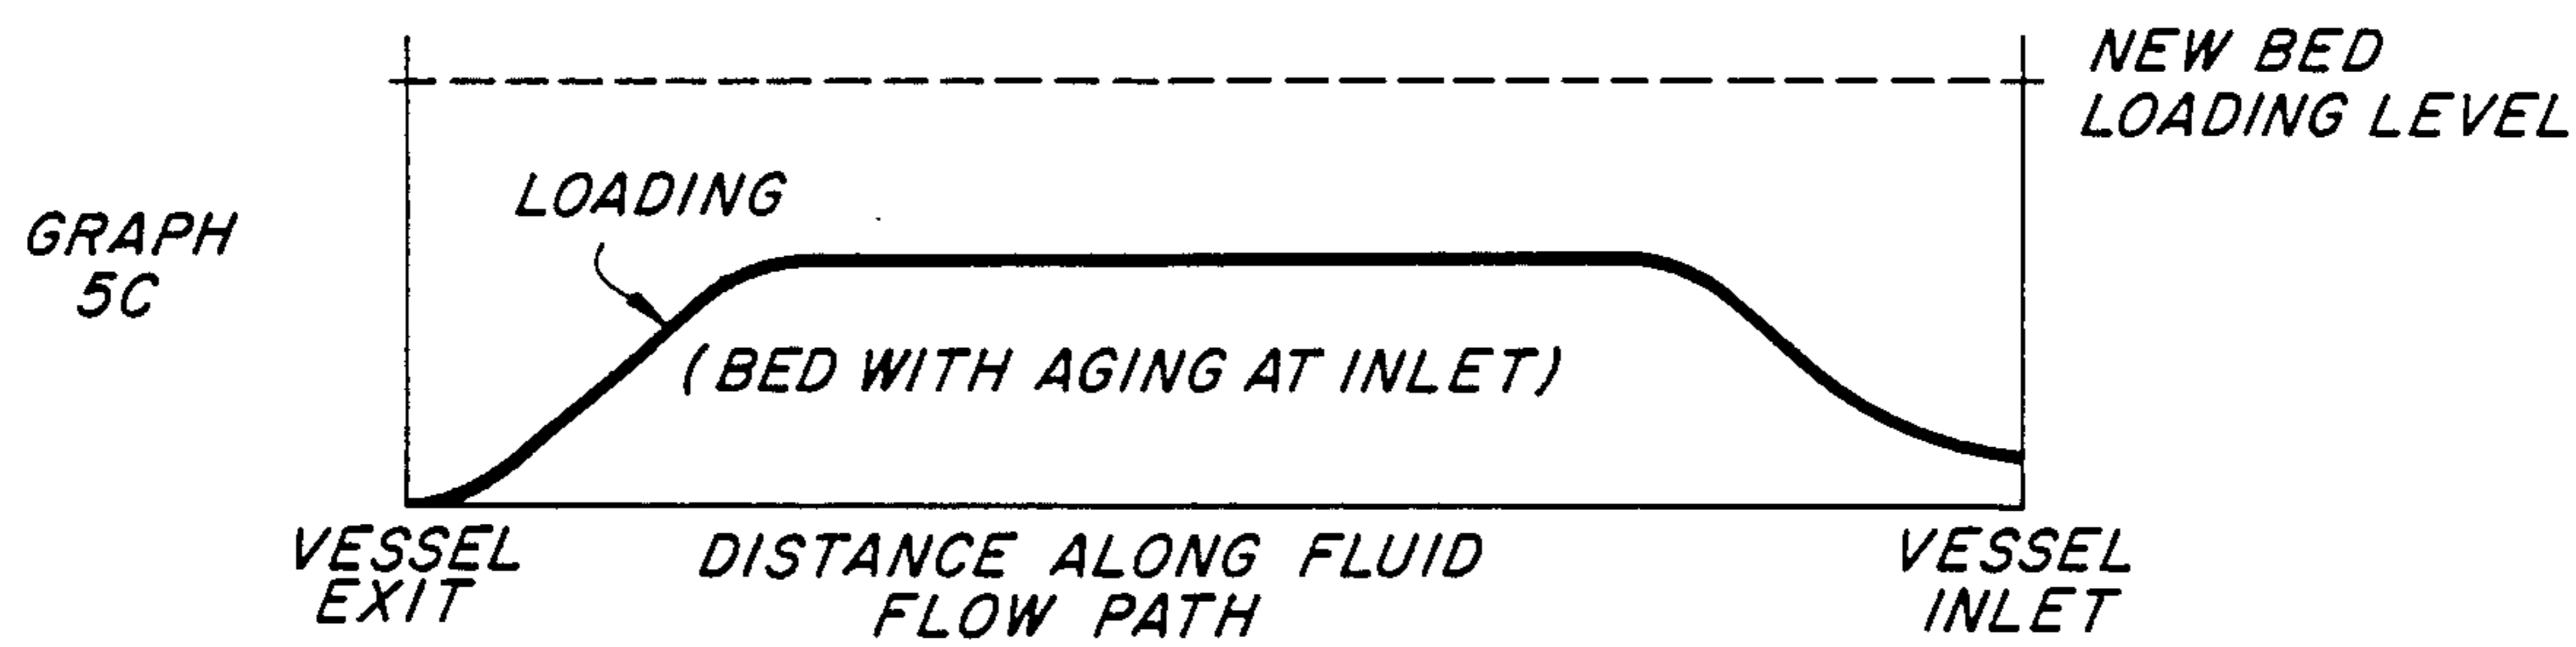 NEW BED
LOADING LEVEL
LOADING
GRAPH
5C
(BED WITH AGING AT INLET)
VESSEL
EXIT
DISTANCE ALONG FLUID
FLOW PATH
VESSEL
INLET